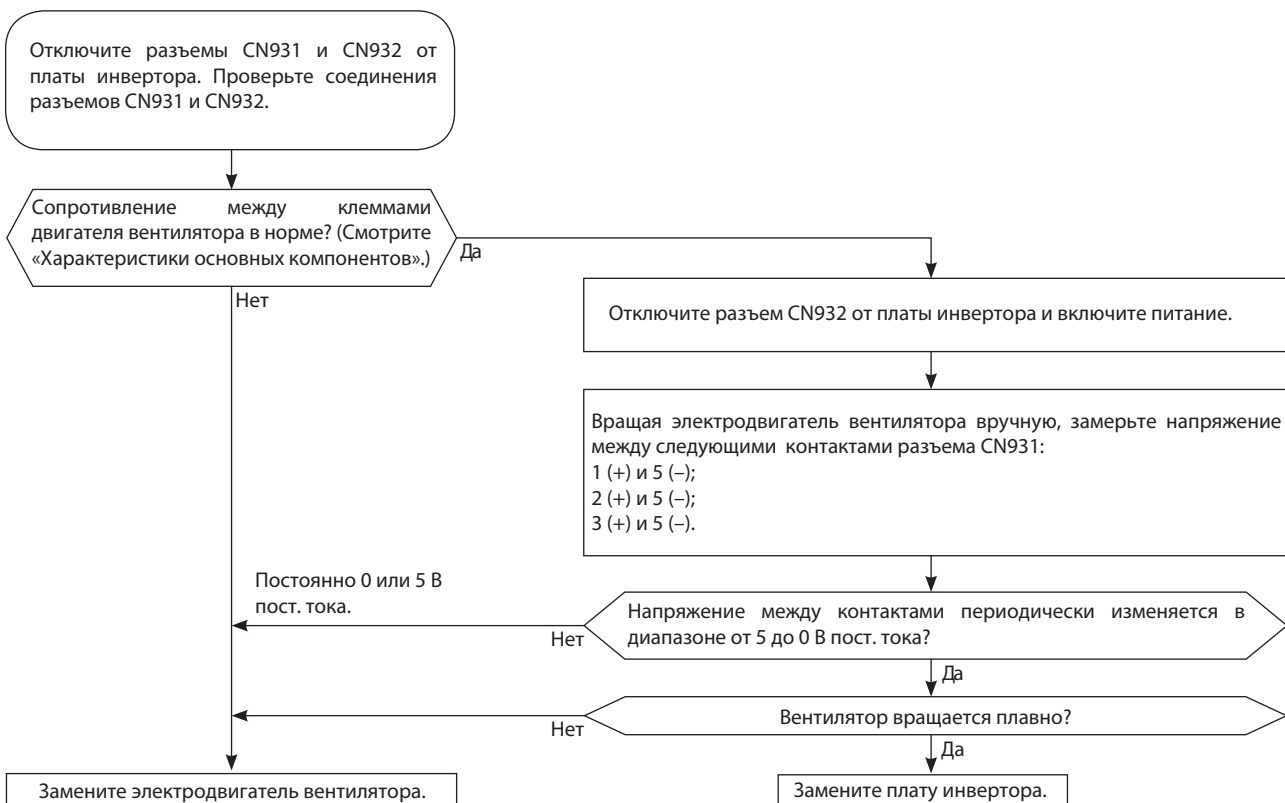 Отключите разъемы CN931 и CN932 от
платы инвертора. Проверьте соединения
разъемов CN931 и CN932.
Сопротивление между клеммами
двигателя вентилятора в норме? (Смотрите
«Характеристики основных компонентов».)
Да
Нет
Отключите разъем CN932 от платы инвертора и включите питание.
Вращая электродвигатель вентилятора вручную, замерьте напряжение
между следующими контактами разъема CN931:
1 (+) и 5 (–);
2 (+) и 5 (–);
3 (+) и 5 (–).
Постоянно 0 или 5 В
пост. тока.
Напряжение между контактами периодически изменяется в
диапазоне от 5 до 0 В пост. тока?
Нет
Да
Вентилятор вращается плавно?
Нет
Да
Замените электродвигатель вентилятора.
Замените плату инвертора.